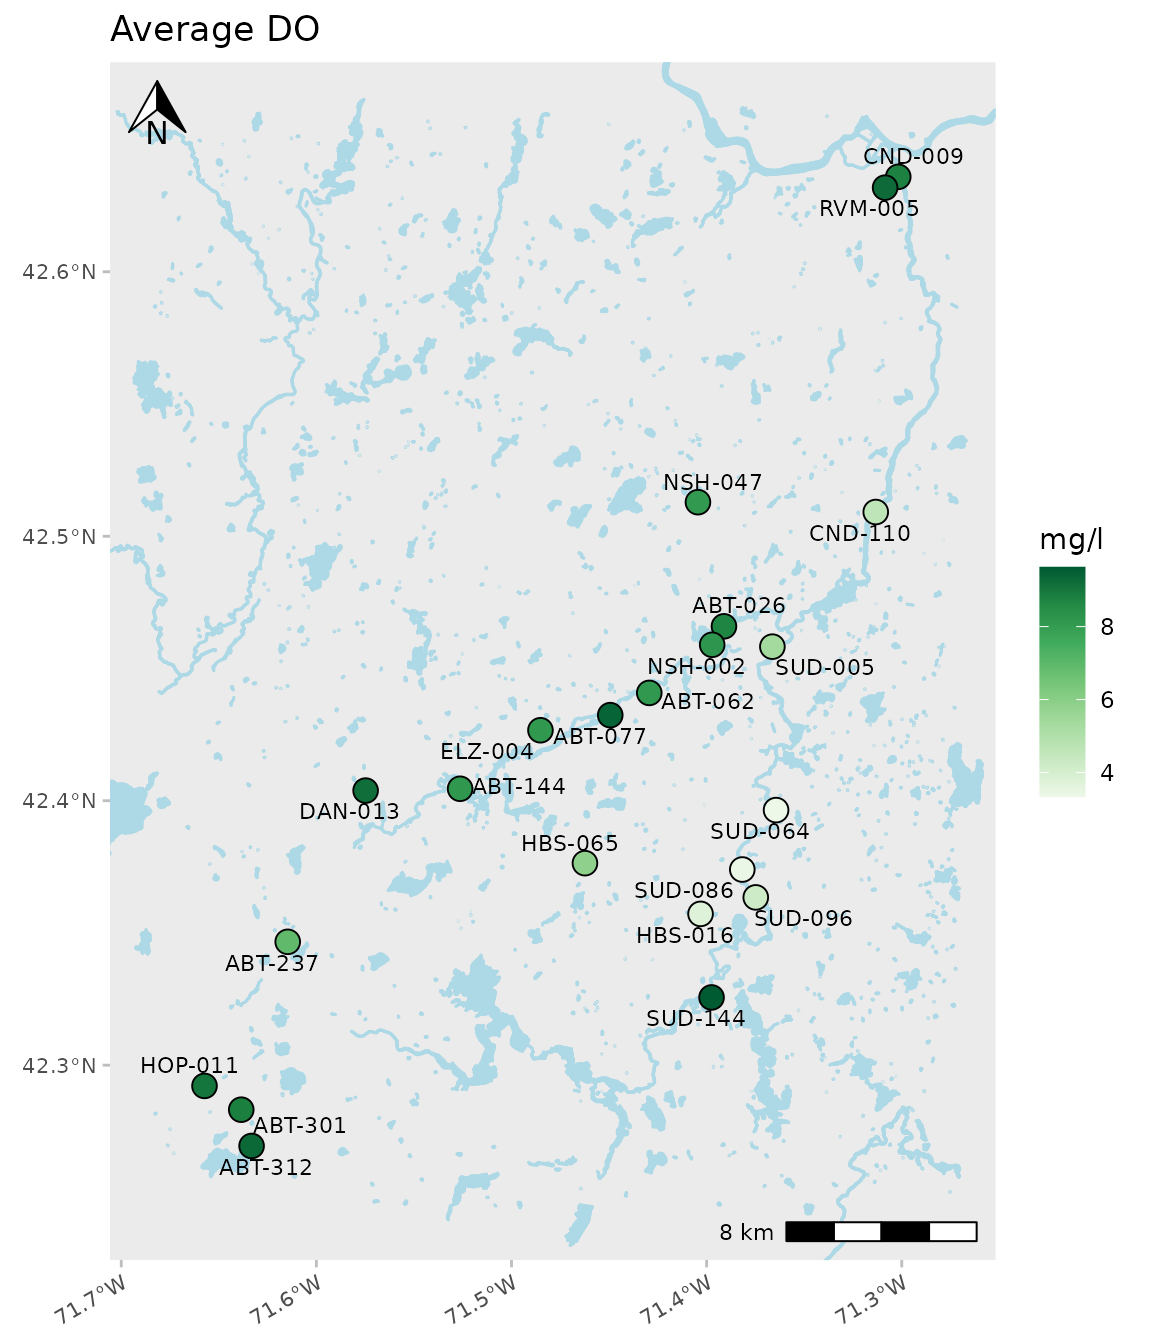 Average DO
N
CND-009
RVM-005
42.6°N
NSH-047
CND-110
42.5°N
mg/l
ABT-026
8
NSH-002
SUD-005
ABT-062
6
ABT-077
ELZ-004
4
ABT-144
42.4°N
DAN-013
SUD-064
HBS-065
SUD-086
SUD-096
HBS-016
ABT-237
SUD-144
42.3°N
HOP-011
ABT-301
ABT-312
8 km
71.7°W
71.6°W
71.5°W
71.4°W
71.3°W